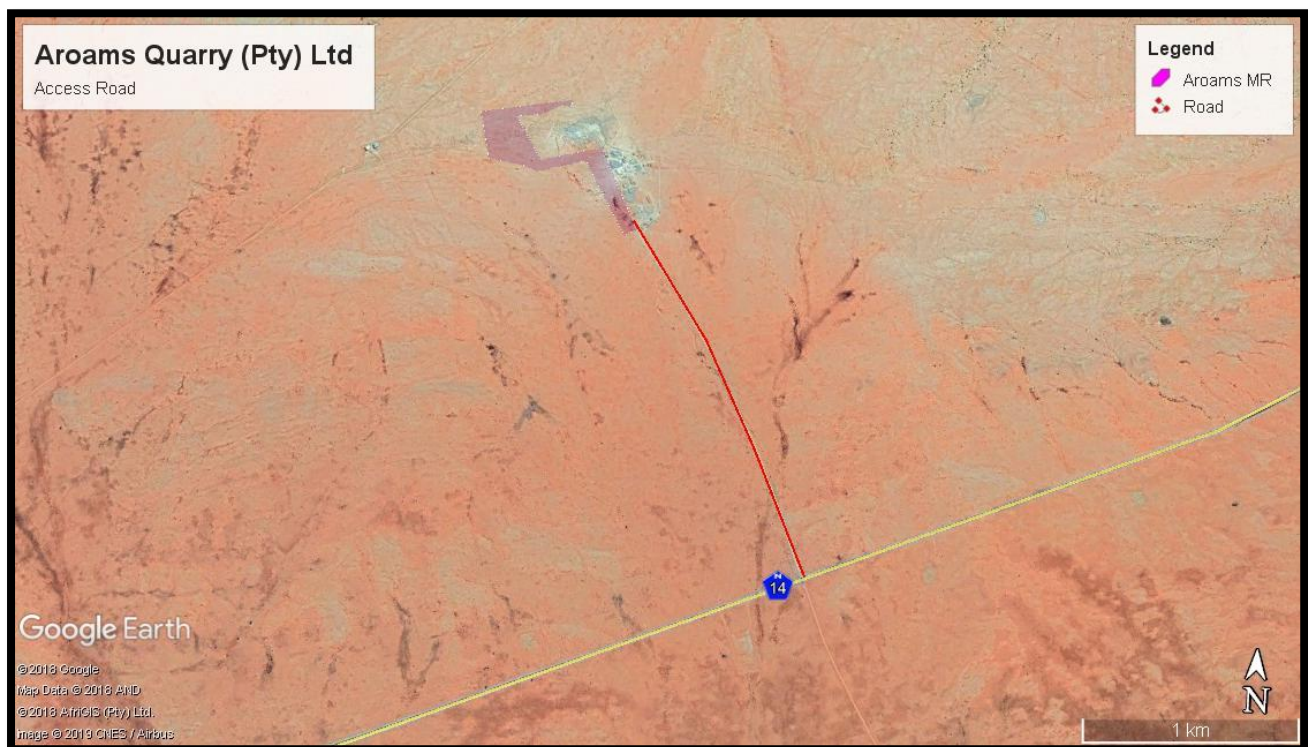 Aroams Quarry (Pty) Ltd
Access Road
Legend
Aroams MR
Road
N
14
Google Earth
©2018 Google
Map Data © 2018 AND
©2018 AfriGIS (Pty) Ltd.
Image © 2019 CNES / Airbus
N
1 km